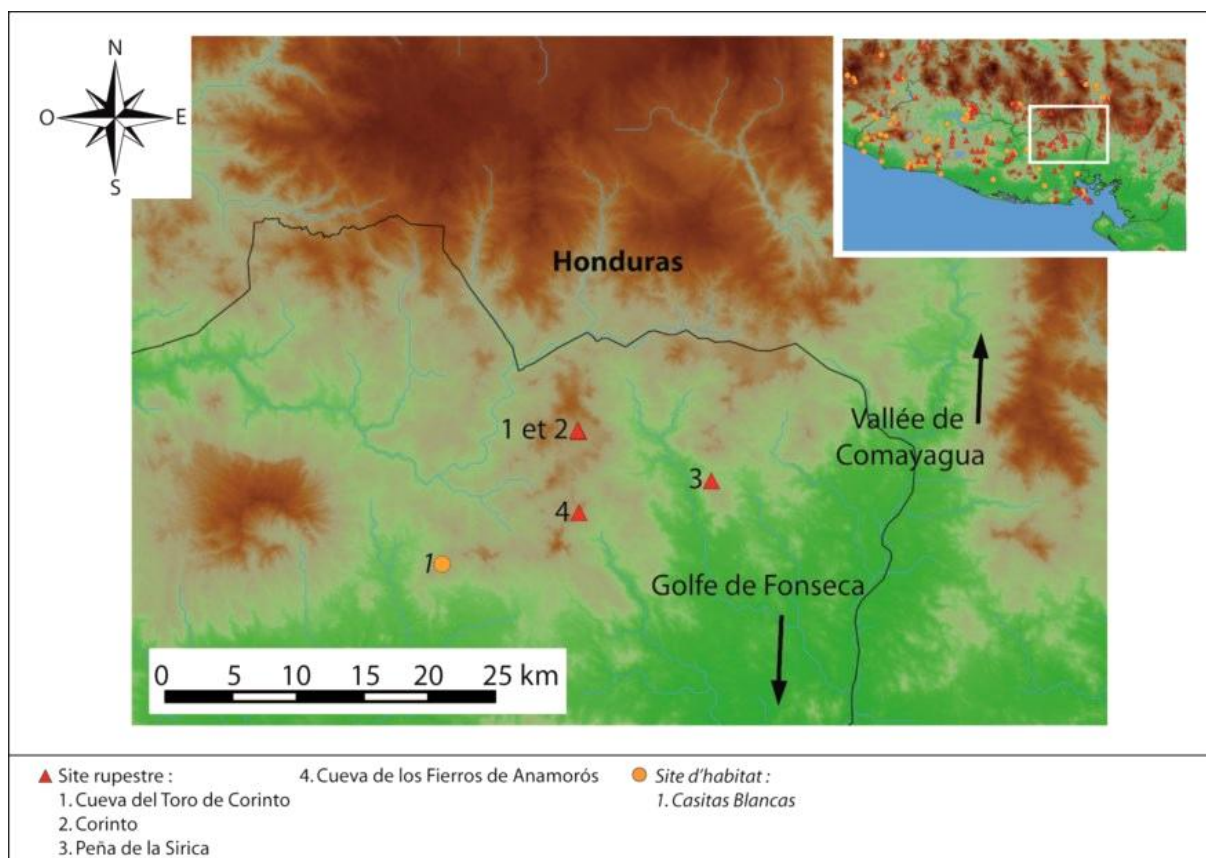 N
O
E
S
Honduras
1 et 2
3
4
1
Vallée de
Comayagua
Golfe de Fonseca
0 5 10 15 20 25 km
Site rupestre :
1. Cueva del Toro de Corinto
2. Corinto
3. Peña de la Sirica
4. Cueva de los Fierros de Anamorós
Site d'habitat :
1. Casitas Blancas